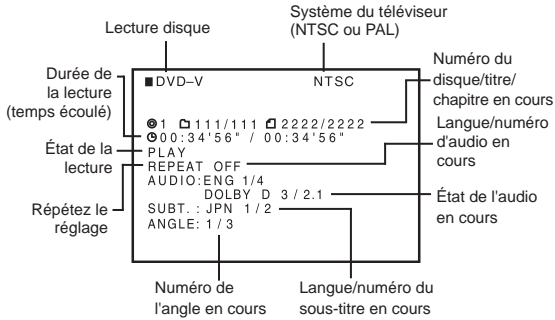 Lecture disque
Système du téléviseur
(NTSC ou PAL)
Durée de
la lecture
(temps écoulé)
État de la
lecture
Répétez le
réglage
DVD–V NTSC
1 111/111 2222/2222
00:34'56" / 00:34'56"
PLAY
REPEAT OFF
AUDIO:ENG 1/4
DOLBY D 3/2.1
SUBT.: JPN 1/2
ANGLE: 1/3
Numéro du
disque/titre/
chapitre en cours
Langue/numéro
d'audio en
cours
État de l'audio
en cours
Numéro de
l'angle en cours
Langue/numéro du
sous-titre en cours